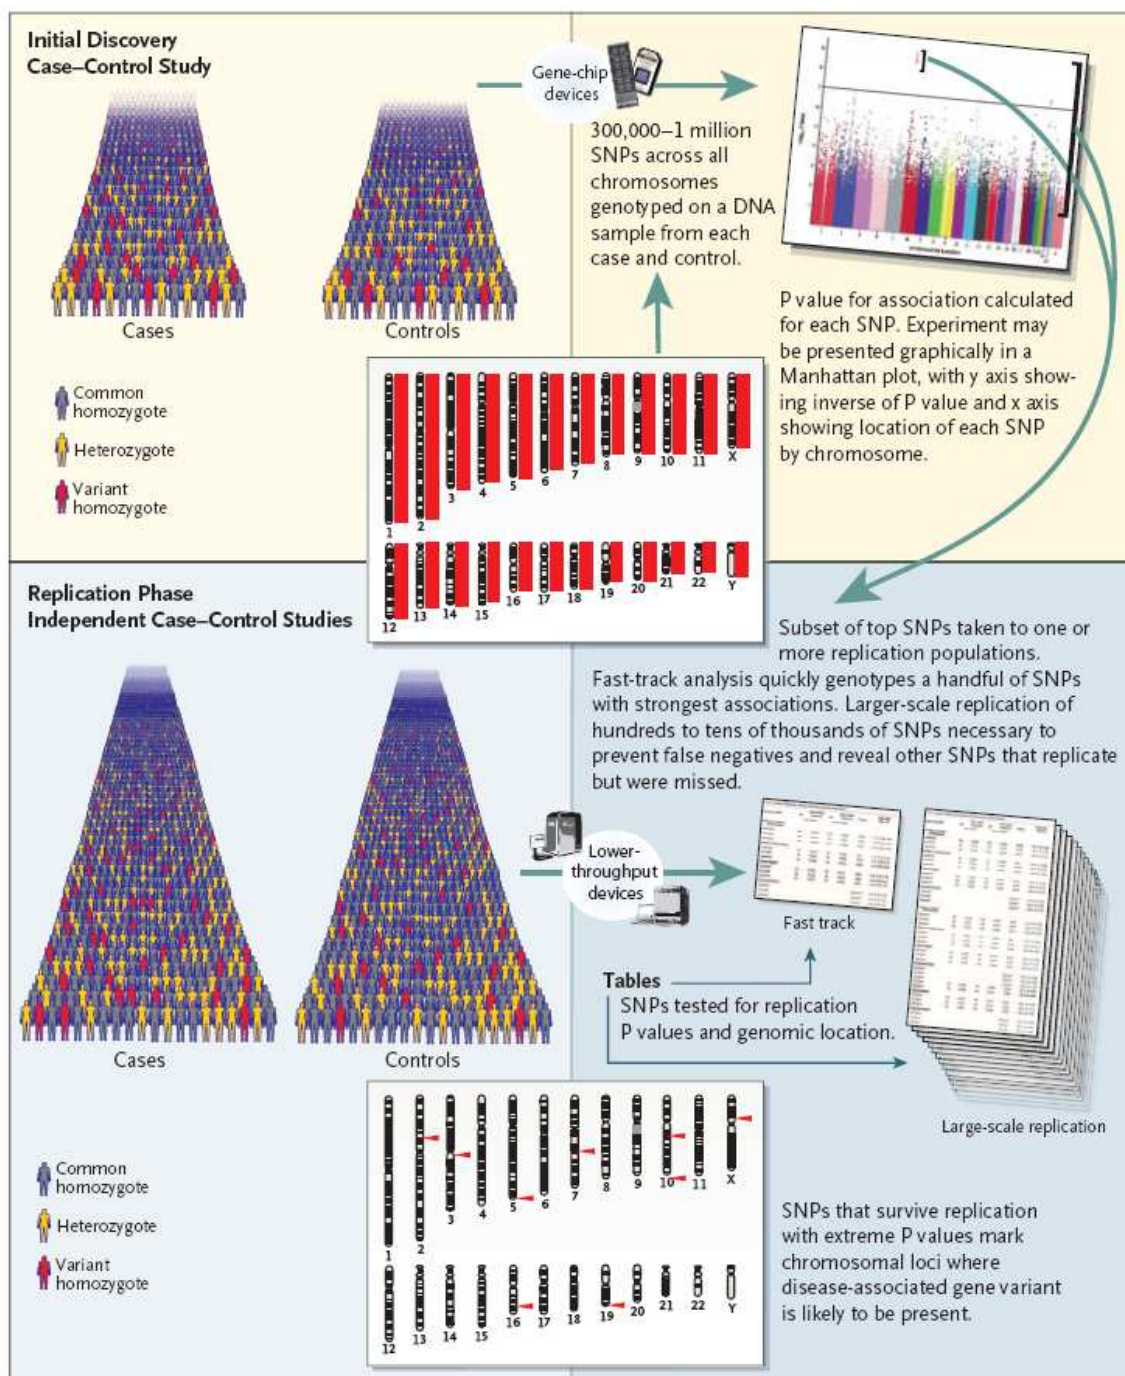 Initial Discovery
Case–Control Study
Cases
Controls
Common
homozygote
Heterozygote
Variant
homozygote
Gene-chip
devices
300,000–1 million
SNPs across all
chromosomes
genotyped on a DNA
sample from each
case and control.
P value for association calculated
for each SNP. Experiment may
be presented graphically in a
Manhattan plot, with y axis show-
ing inverse of P value and x axis
showing location of each SNP
by chromosome.
1
2
3
4
5
6
7
8
9
10
11
X
12
13
14
15
16
17
18
19
20
21
22
Y
Replication Phase
Independent Case–Control Studies
Cases
Controls
Common
homozygote
Heterozygote
Variant
homozygote
Subset of top SNPs taken to one or
more replication populations.
Fast-track analysis quickly genotypes a handful of SNPs
with strongest associations. Larger-scale replication of
hundreds to tens of thousands of SNPs necessary to
prevent false negatives and reveal other SNPs that replicate
but were missed.
Lower-
throughput
devices
Fast track
Tables
SNPs tested for replication
P values and genomic location.
Large-scale replication
1
2
3
4
5
6
7
8
9
10
11
X
12
13
14
15
16
17
18
19
20
21
22
Y
SNPs that survive replication
with extreme P values mark
chromosomal loci where
disease-associated gene variant
is likely to be present.